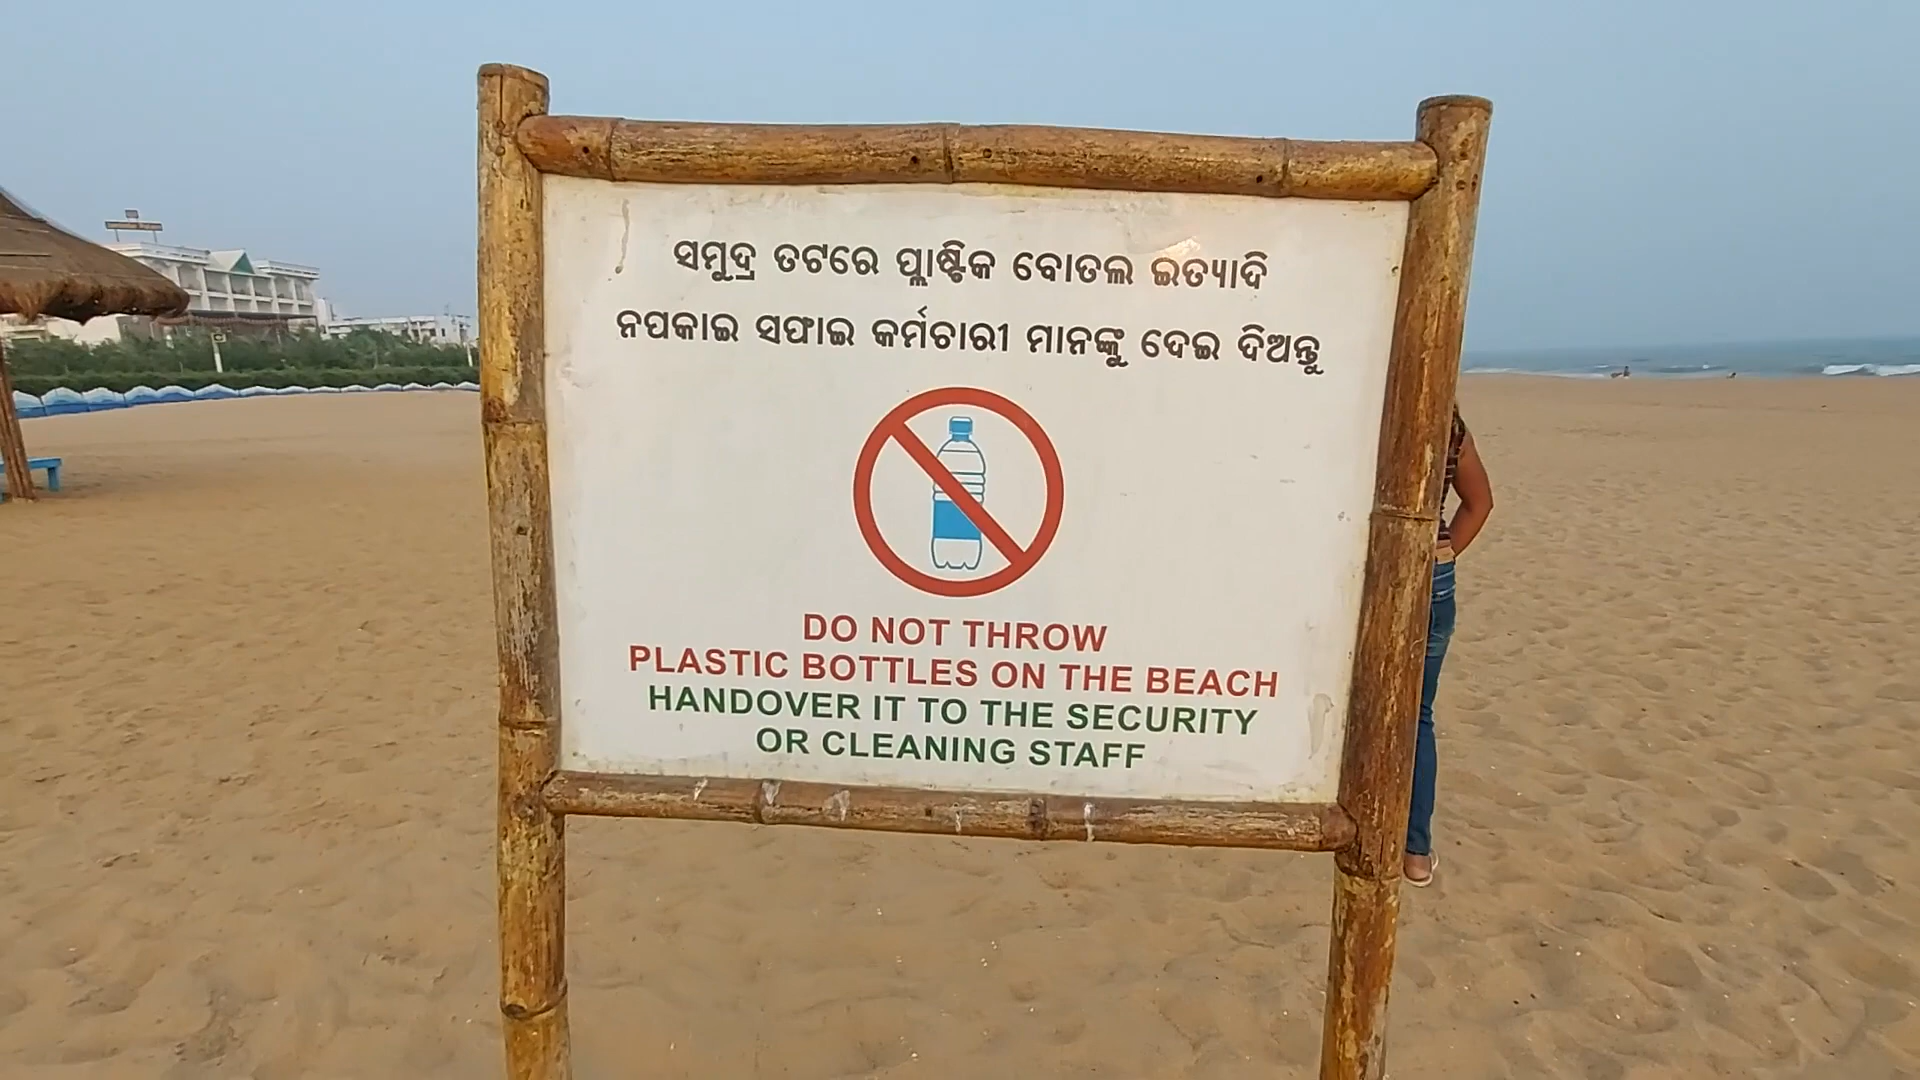 ସମୁଦ୍ର ତଟରେ ପ୍ଲାଷ୍ଟିକ ବୋତଲ ଇତ୍ୟାଦି
ନପକାଇ ସଫାଇ କର୍ମଚାରୀ ମାନଙ୍କୁ ଦେଇ ଦିଅନ୍ତୁ
DO NOT THROW
PLASTIC BOTTLES ON THE BEACH
HANDOVER IT TO THE SECURITY
OR CLEANING STAFF